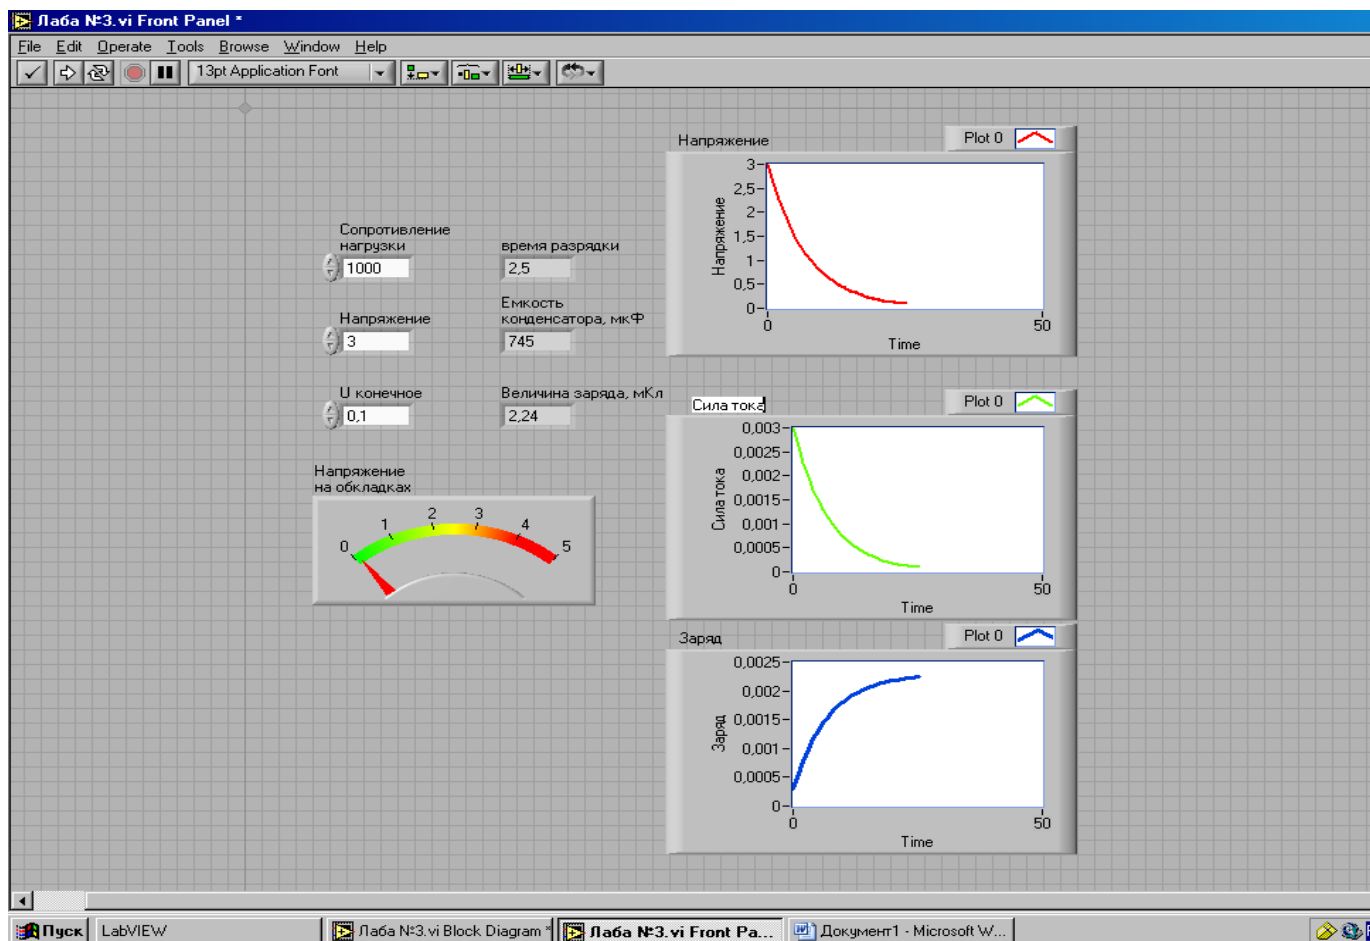 Лаба №3.vi Front Panel *
File Edit Operate Tools Browse Window Help
13pt Application Font
Напряжение
Plot 0
3
2,5
2
1,5
1
0,5
0
Напряжение
0
50
Time
Сопротивление
нагрузки
1000
время разрядки
2,5
Напряжение
3
Емкость
конденсатора, мкФ
745
U конечное
0,1
Величина заряда, мКл
2,24
Сила тока
Plot 0
0,003
0,0025
0,002
0,0015
0,001
0,0005
0
Сила тока
0
50
Time
Напряжение
на обкладках
0
1
2
3
4
5
Заряд
Plot 0
0,0025
0,002
0,0015
0,001
0,0005
0
Заряд
0
50
Time
Пуск
LabVIEW
Лаба №3.vi Block Diagram *
Лаба №3.vi Front Pa...
Документ1 - Microsoft W...